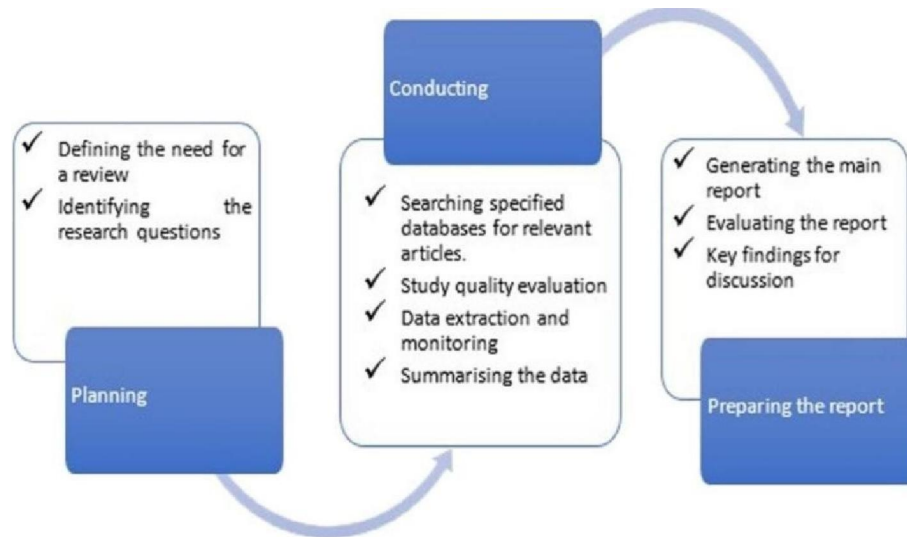 ✓ Defining the need for
a review
✓ Identifying the
research questions
Planning
Conducting
✓ Searching specified
databases for relevant
articles.
✓ Study quality evaluation
✓ Data extraction and
monitoring
✓ Summarising the data
✓ Generating the main
report
✓ Evaluating the report
✓ Key findings for
discussion
Preparing the report